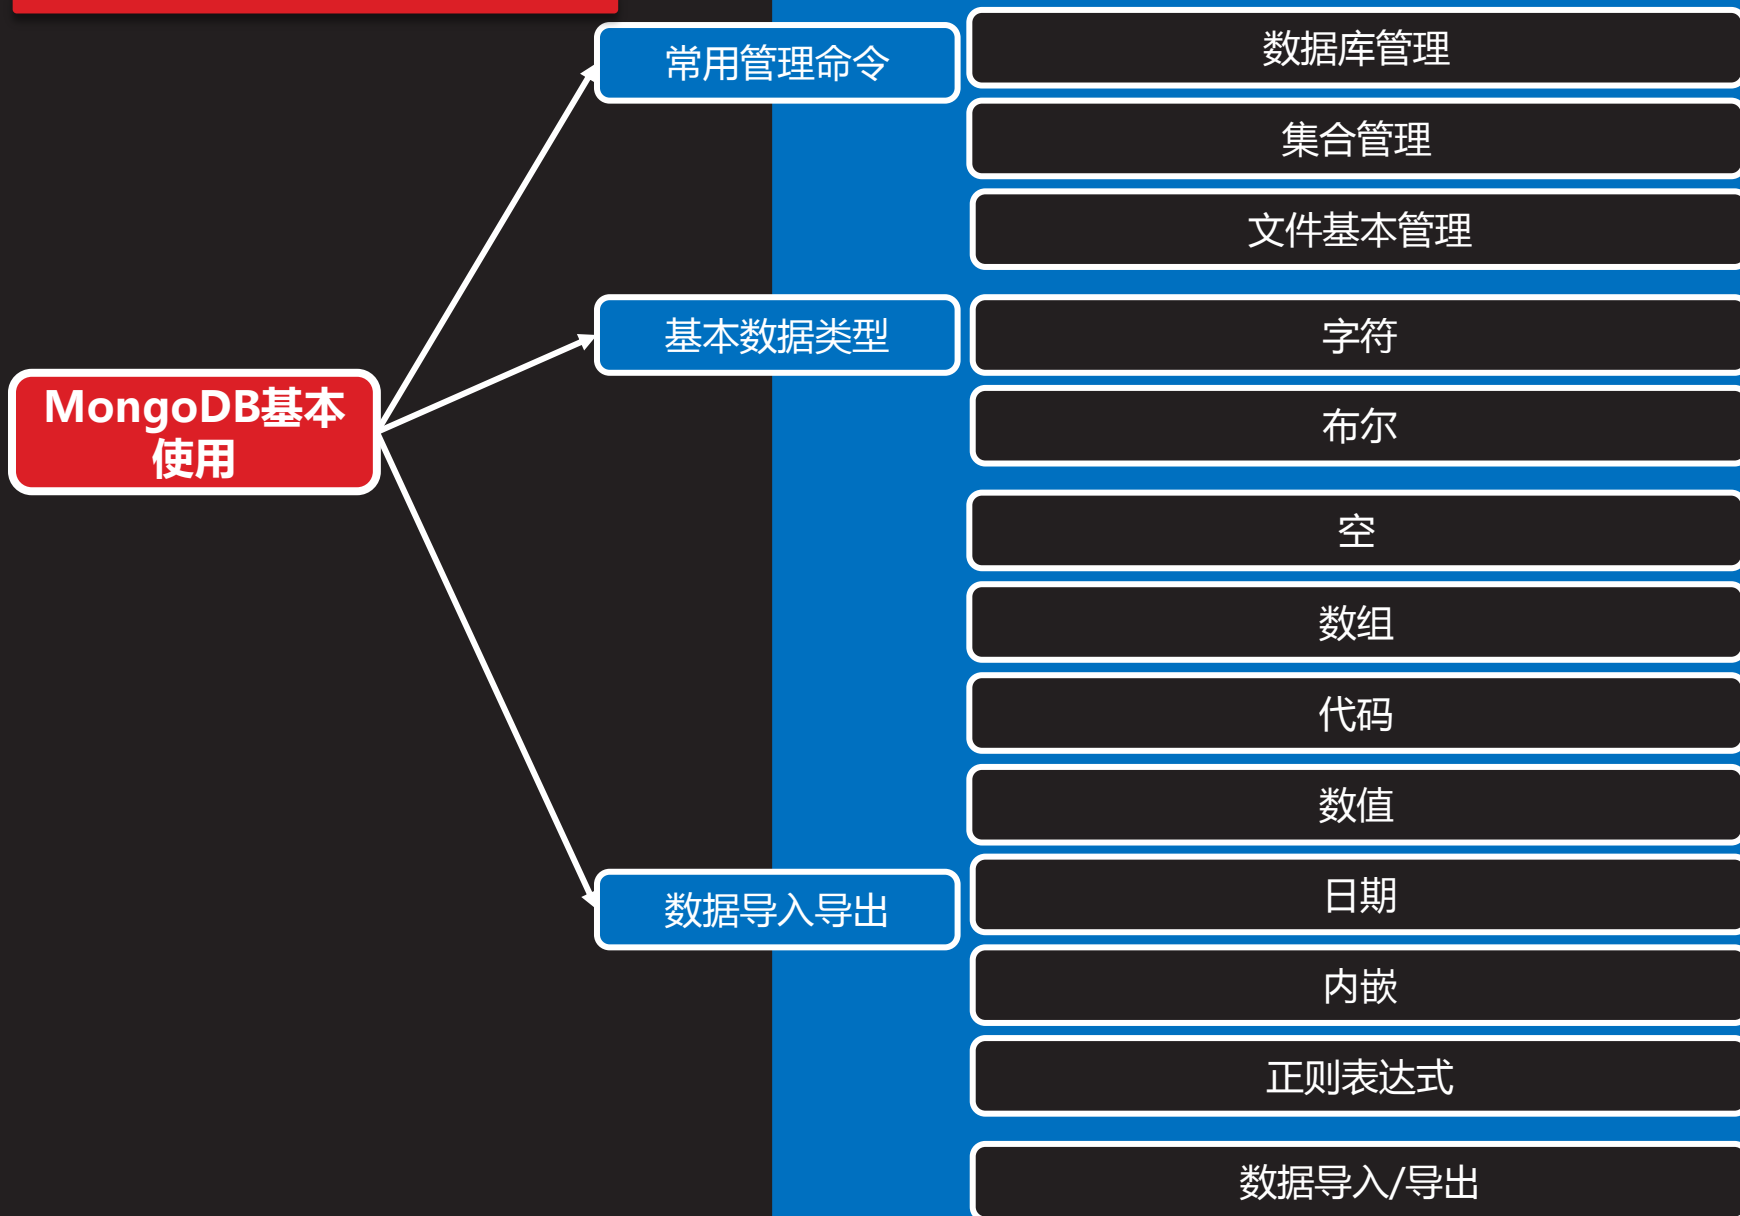 常用管理命令
数据库管理
集合管理
文件基本管理
基本数据类型
字符
布尔
MongoDB基本
使用
空
数组
代码
数值
数据导入导出
日期
内嵌
正则表达式
数据导入/导出